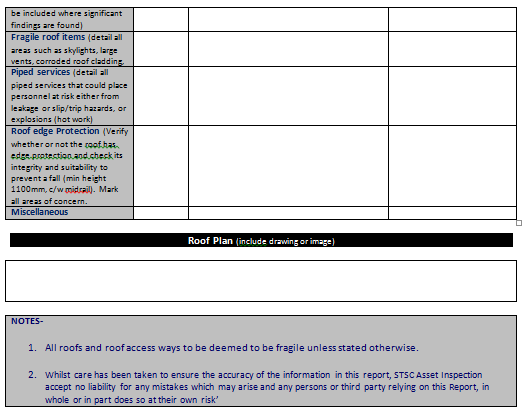 be included where significant
findings are found)
Fragile roof items (detail all
areas such as skylights, large
vents, corroded roof cladding,
Piped services (detail all
piped services that could place
personnel at risk either from
leakage or slip/trip hazards, or
explosions (hot work)
Roof edge Protection (Verify
whether or not the roof has
edge protection and check its
integrity and suitability to
prevent a fall (min height
1100mm, c/w midrail). Mark
all areas of concern.
Miscellaneous
Roof Plan (include drawing or image)
NOTES-
1. All roofs and roof access ways to be deemed to be fragile unless stated otherwise.
2. Whilst care has been taken to ensure the accuracy of the information in this report, STSC Asset Inspection
accept no liability for any mistakes which may arise and any persons or third party relying on this Report, in
whole or in part does so at their own risk’